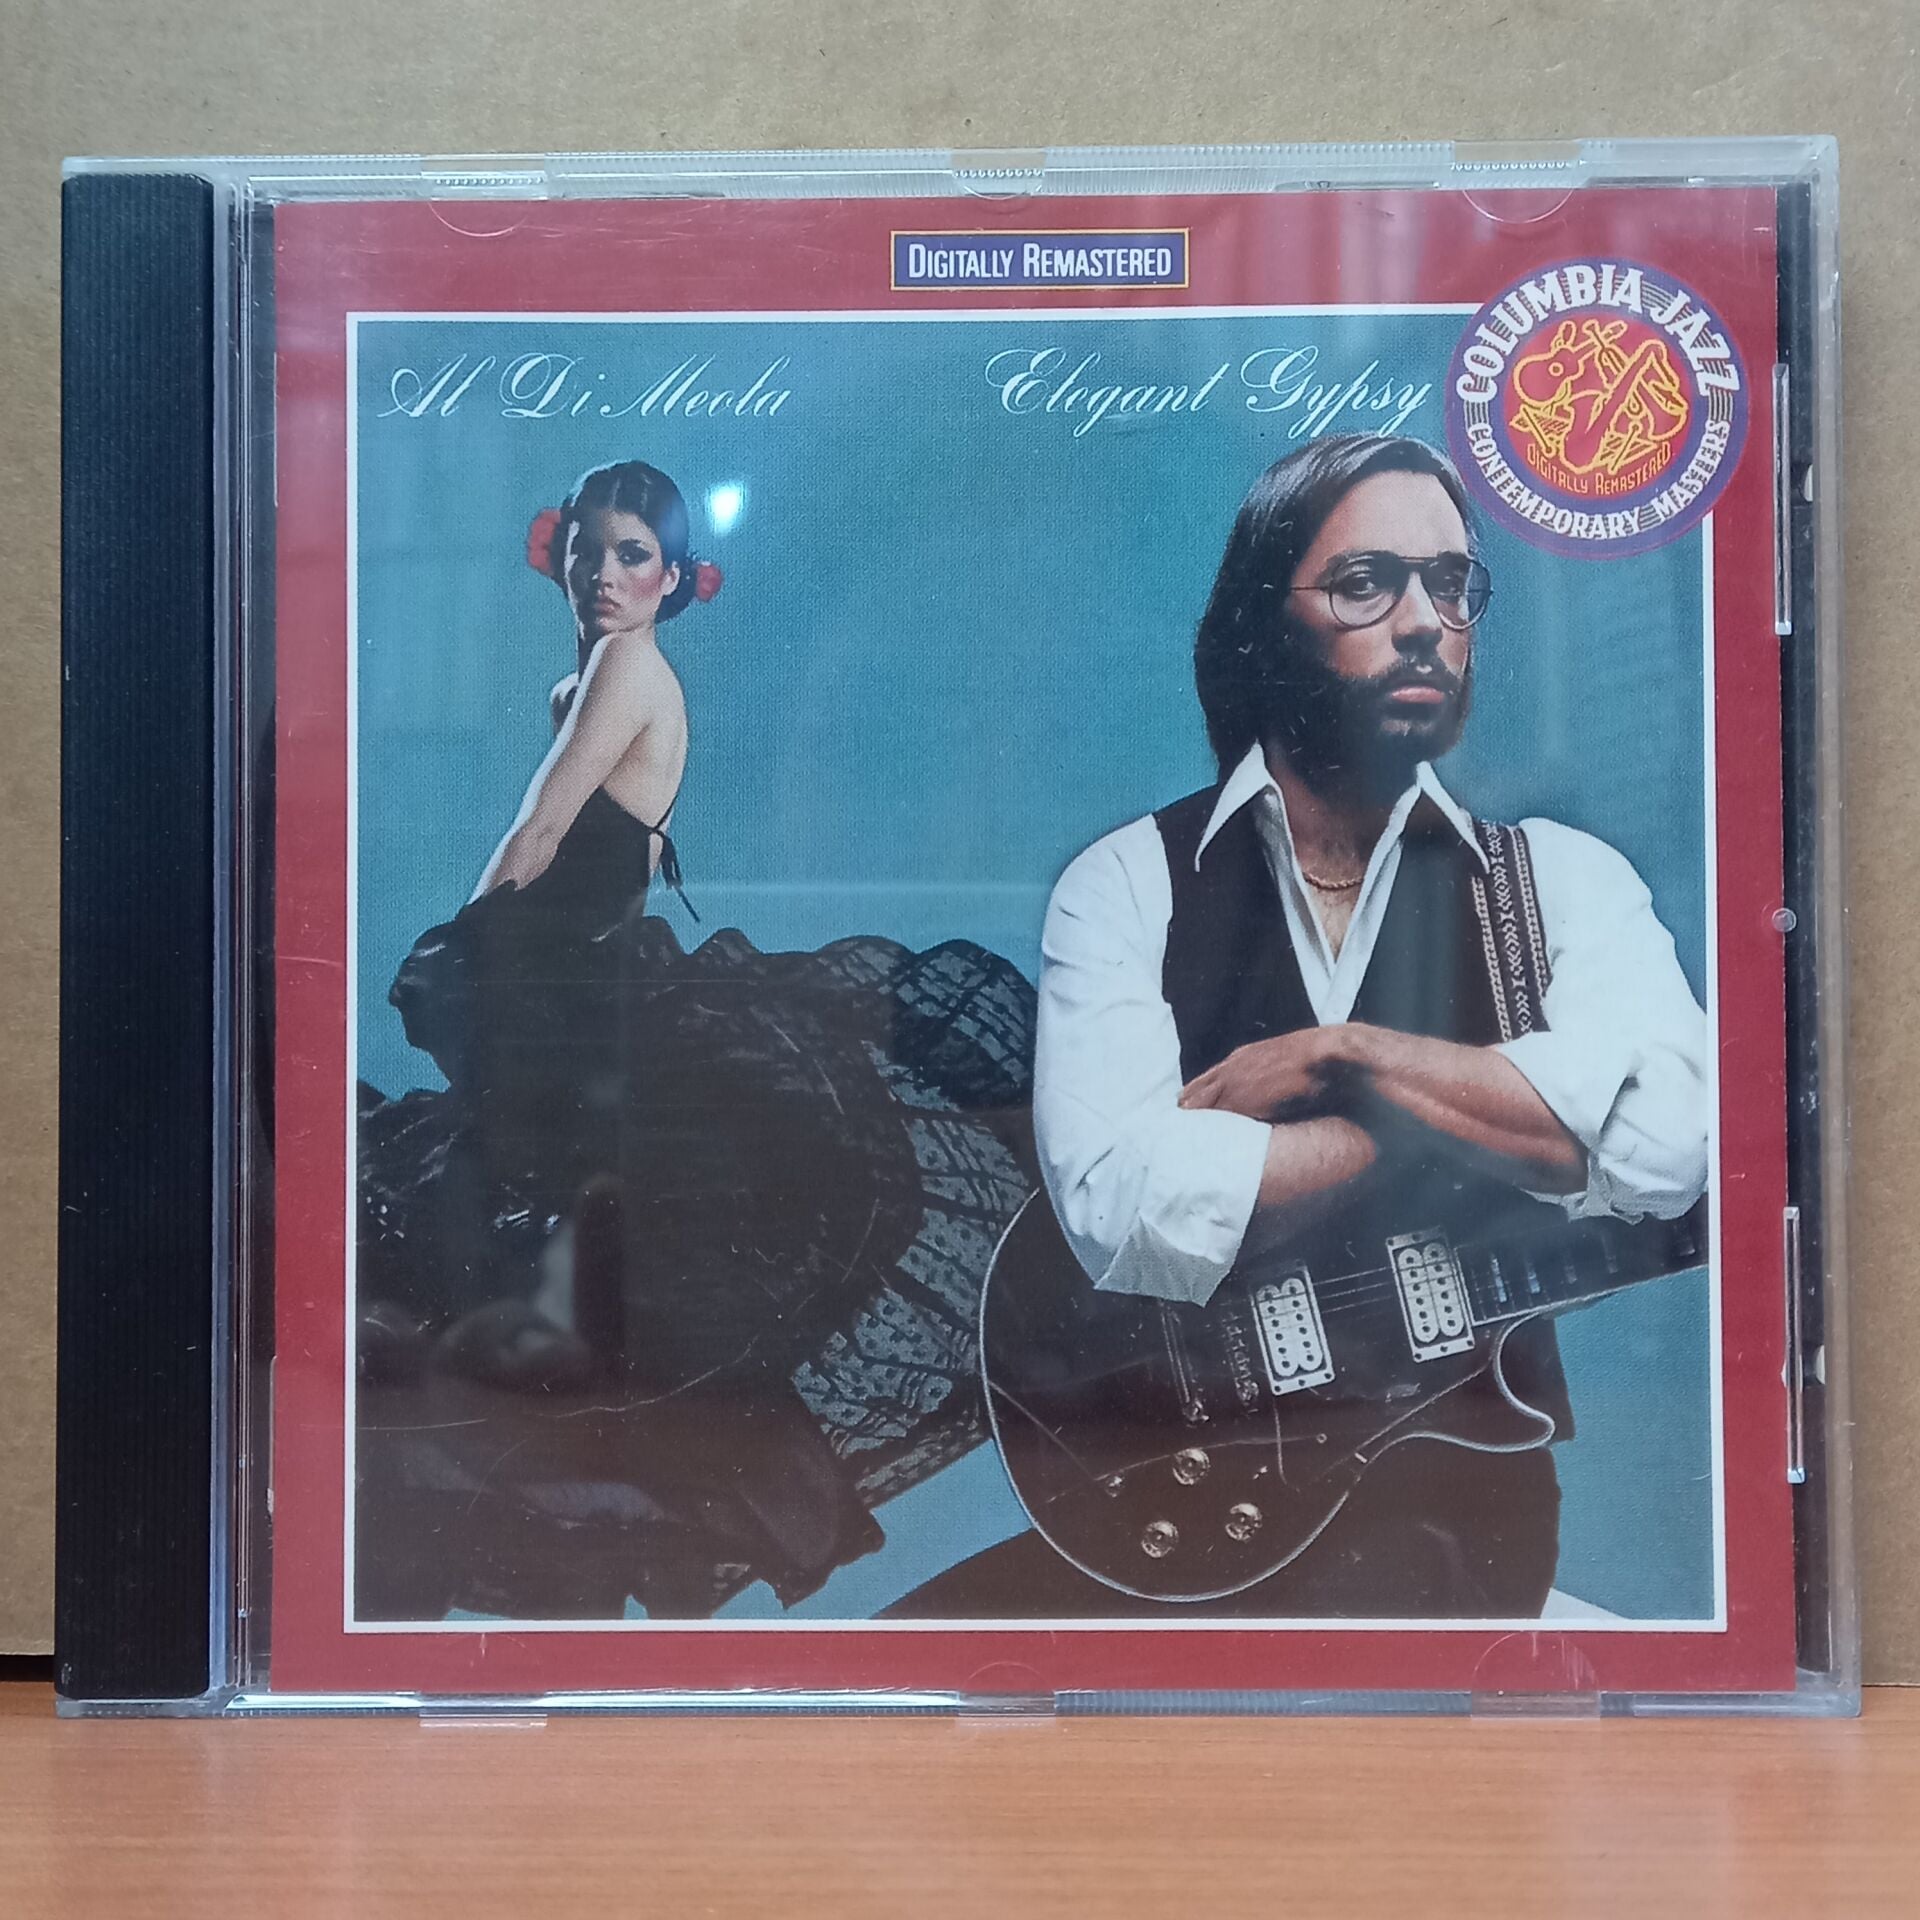 DIGITALLY REMASTERED
Al Di Meola
Elegant Gypsy
COLUMBIA JAZZ
DIGITALLY REMASTERED
CONTEMPORARY MASTERS